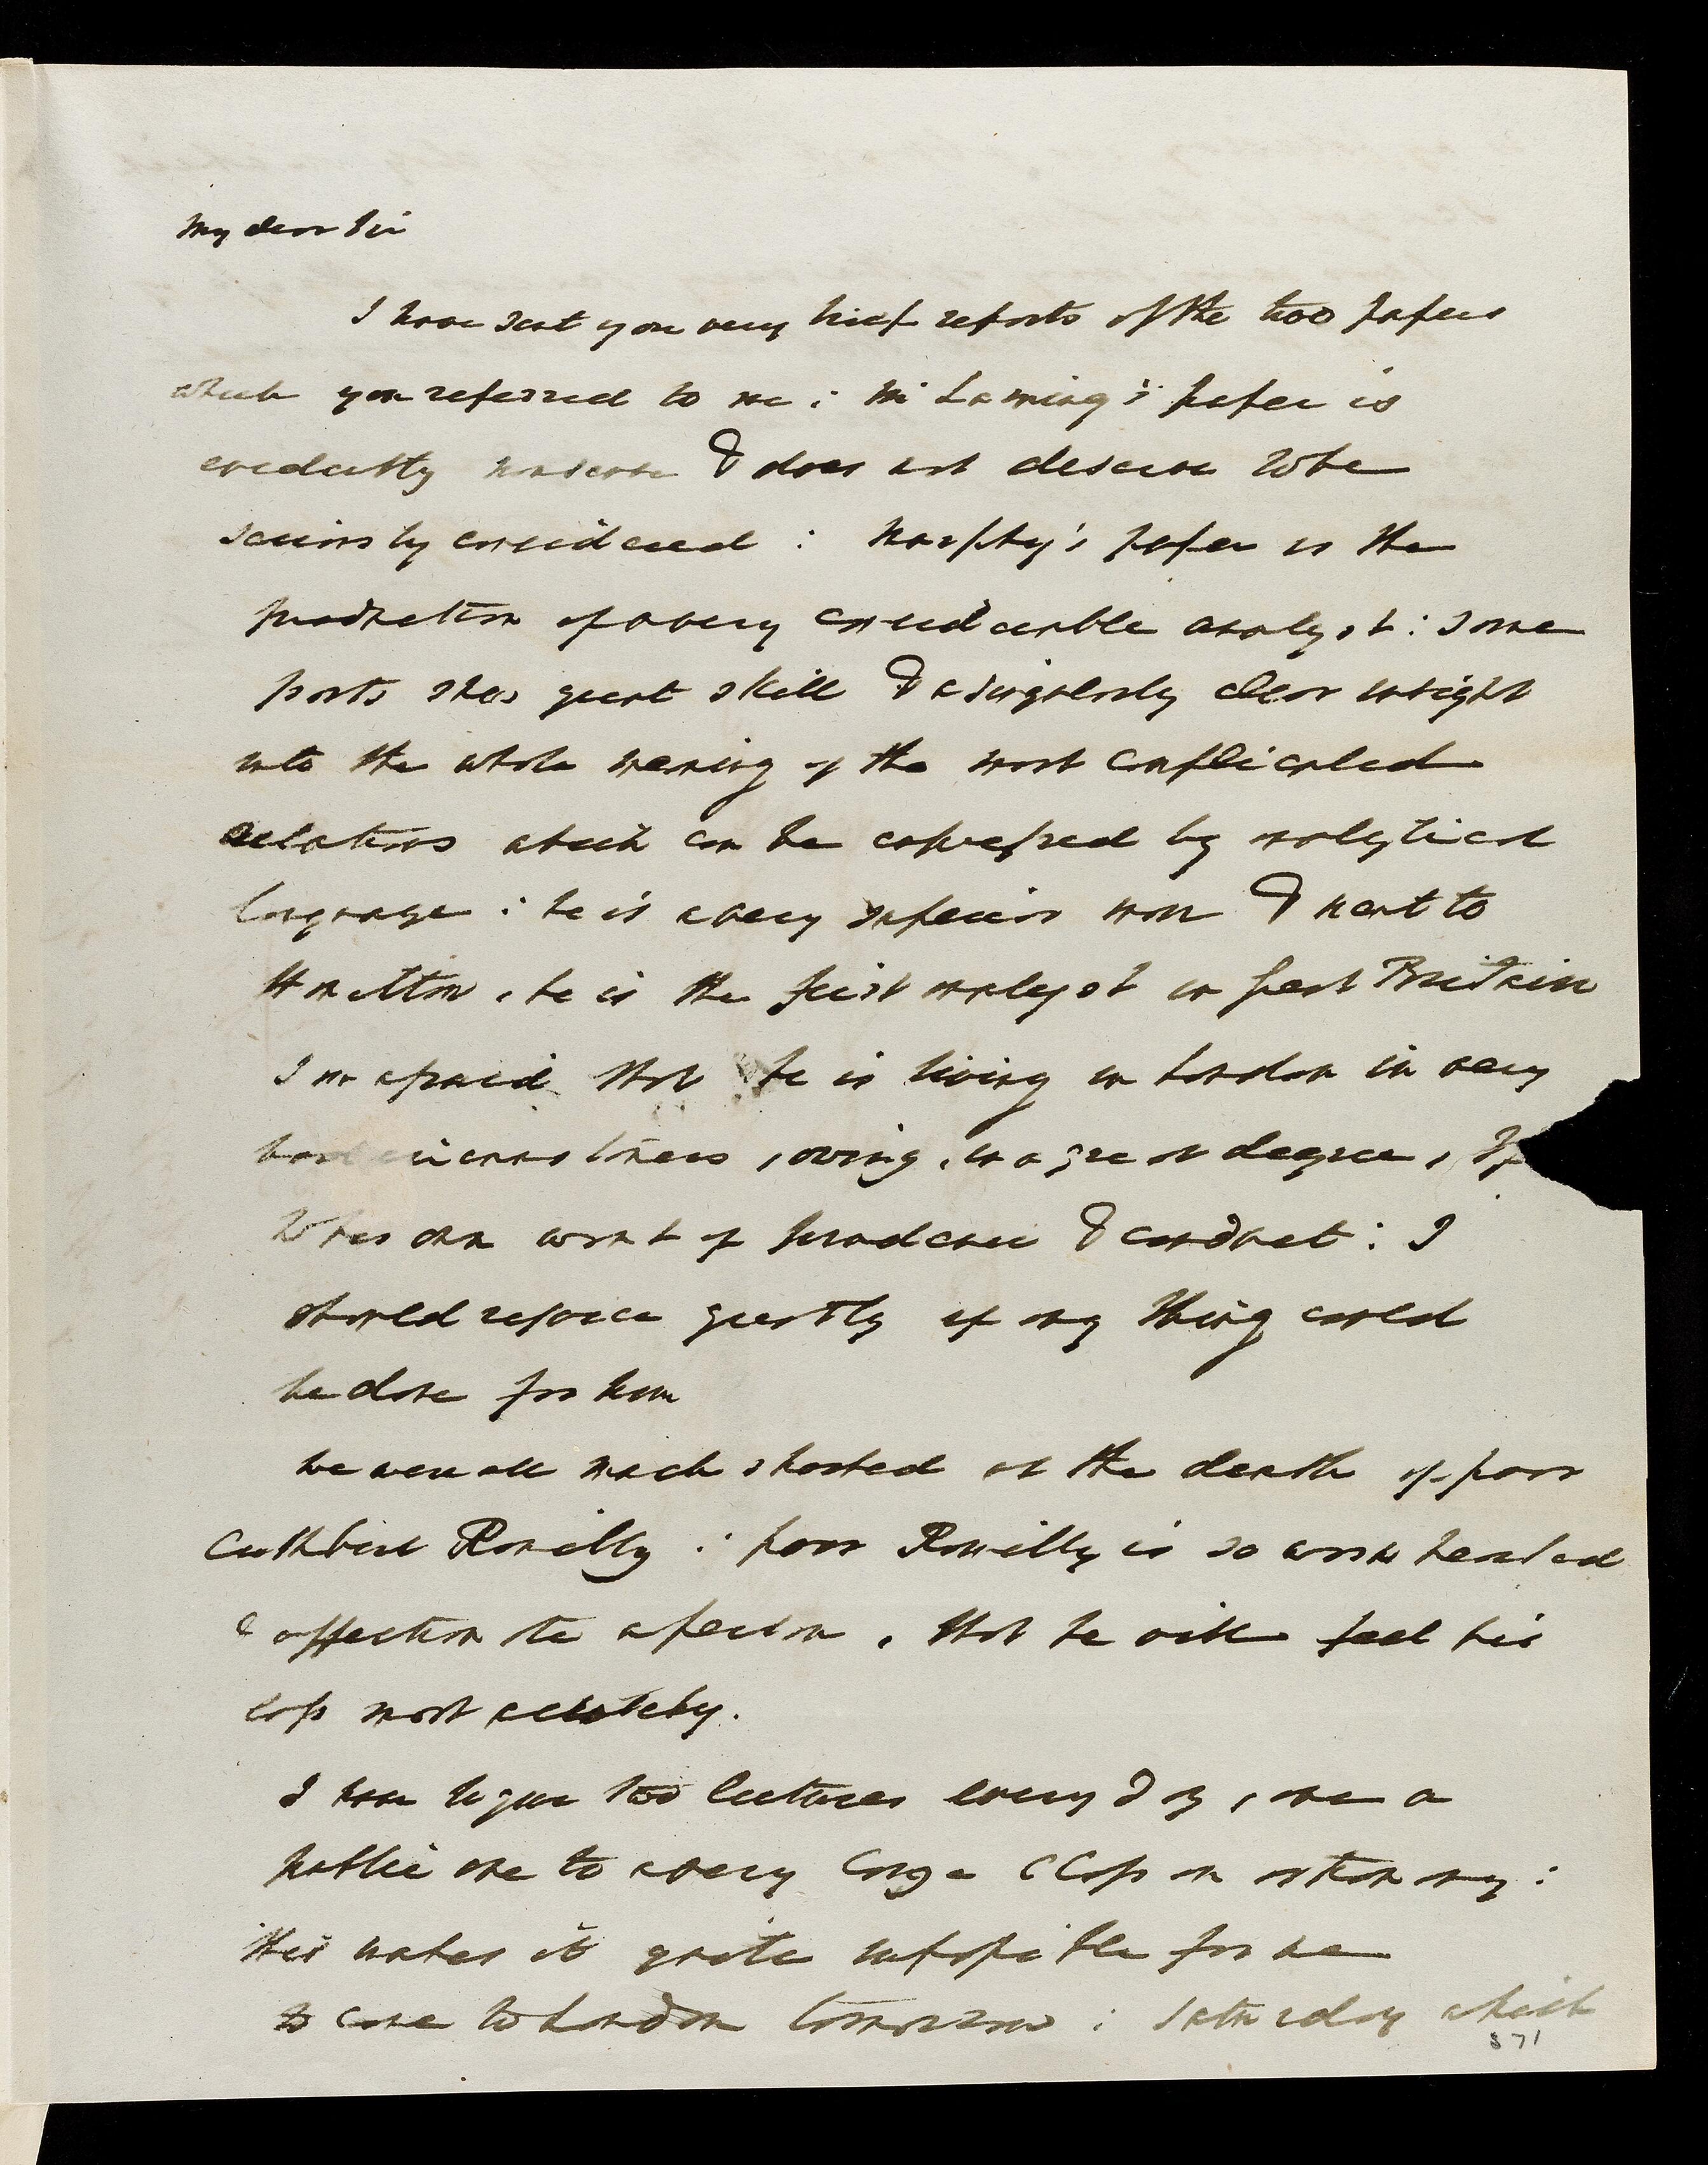 My dear Sir
I have sent you very brief reports of the two papers
which you referred to me : Mr Laming's paper is
evidently nonsense & does not deserve to be
seriously considered : Murphy's paper is the
production of a very considerable analyst : some
parts shew great skill & a singularly clear insight
into the whole meaning of the most complicated
relations which can be expressed by analytical
language : he is a very superior man & next to
Hamilton, he is the first analyst in great Britain
I am afraid that he is living in London in very
bad circumstances, owing, in a great degree,
to his own want of prudence & conduct : I
should rejoice greatly if any thing could
be done for him
we were all much shocked at the death of poor
Cuthbert Romilly : poor Romilly is so warm hearted
& affectionate a person, that he will feel his
loss most acutely.
I have to give two lectures every day, one a
public one to a very large class on astronomy :
this makes it quite impossible for me
to come to London tomorrow : Saturday which
871